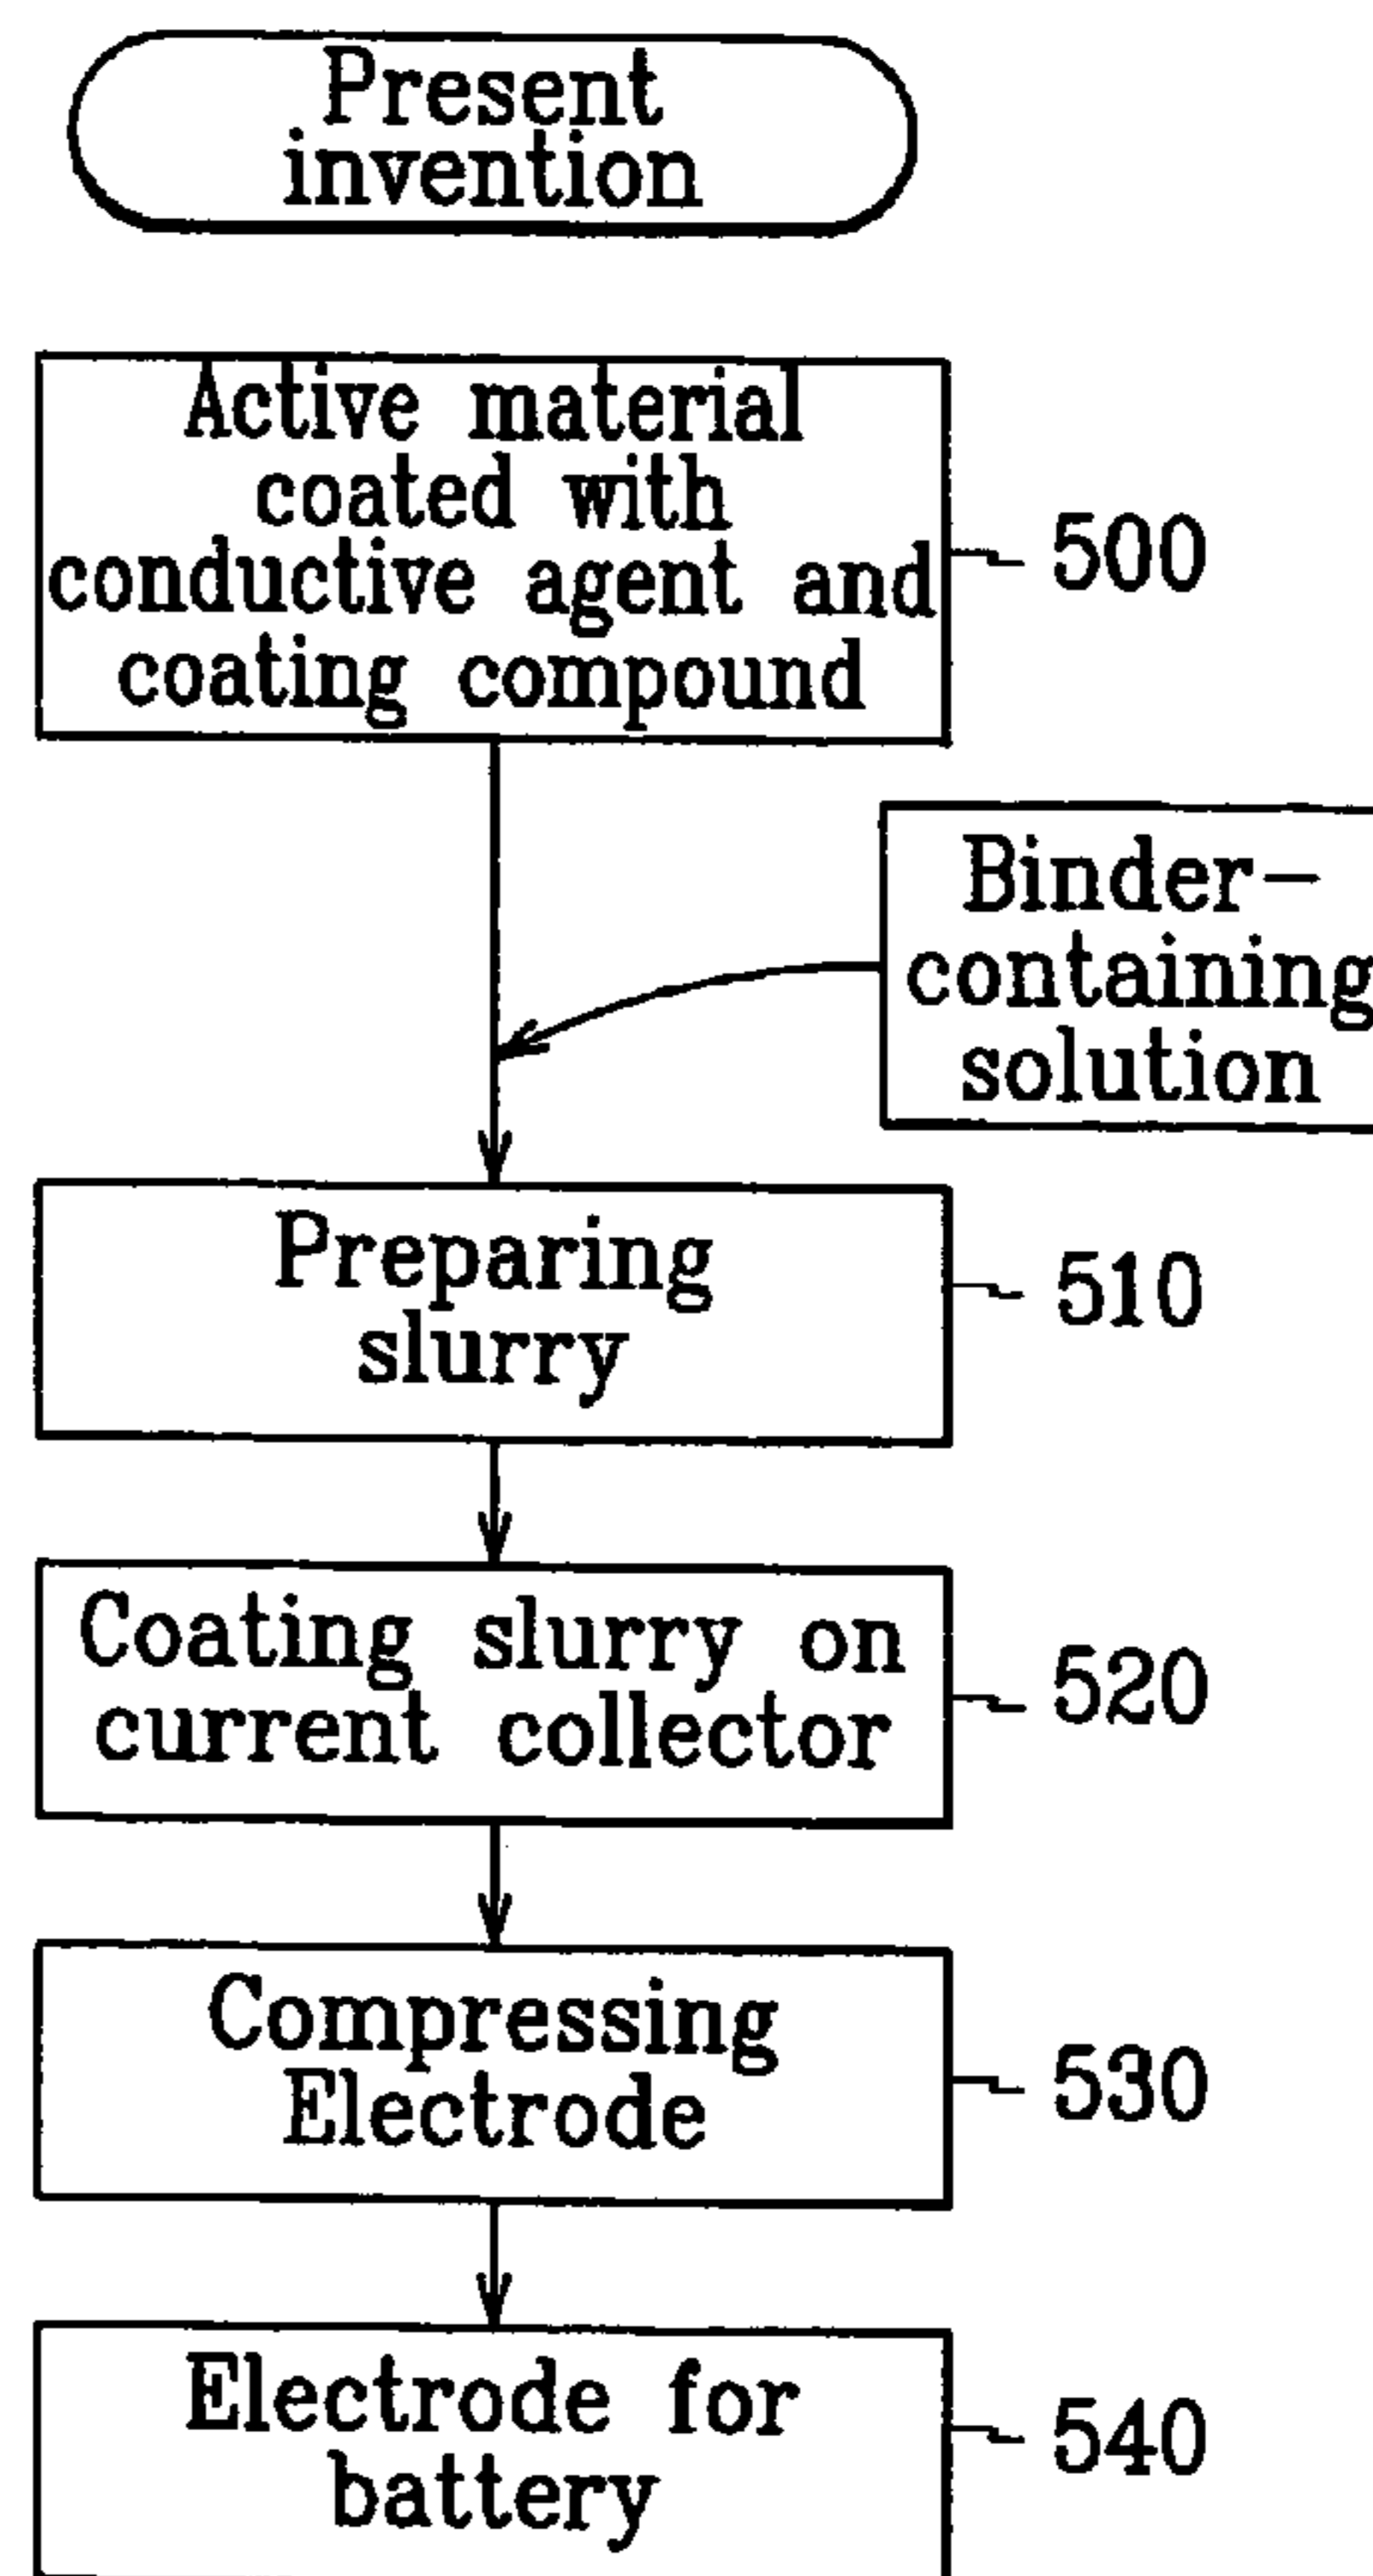 Present
invention
Active material
coated with
conductive agent and
coating compound
500
Binder-
containing
solution
Preparing
slurry
510
Coating slurry on
current collector
520
Compressing
Electrode
530
Electrode for
battery
540